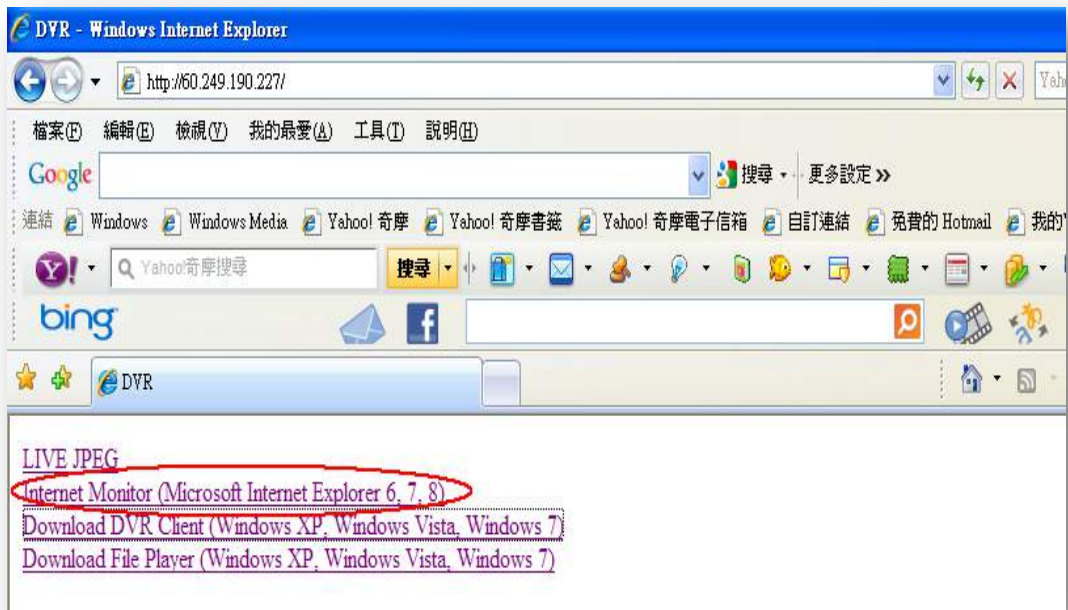 DVR - Windows Internet Explorer
http://60.249.190.227/
檔案(F) 編輯(E) 檢視(V) 我的最愛(A) 工具(T) 說明(H)
Google 搜尋 更多設定 »
連結 Windows Windows Media Yahoo! 奇摩 Yahoo! 奇摩書籤 Yahoo! 奇摩電子信箱 自訂連結 免費的 Hotmail 我的
Y! Yahoo!奇摩搜尋 搜尋
bing f
DVR
LIVE JPEG
Internet Monitor (Microsoft Internet Explorer 6, 7, 8)
Download DVR Client (Windows XP, Windows Vista, Windows 7)
Download File Player (Windows XP, Windows Vista, Windows 7)